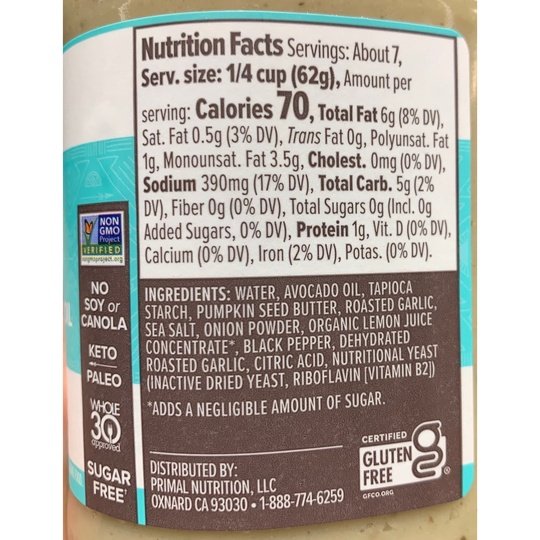 Nutrition Facts Servings: About 7,
Serv. size: 1/4 cup (62g), Amount per
serving: Calories 70, Total Fat 6g (8% DV),
Sat. Fat 0.5g (3% DV), Trans Fat 0g, Polyunsat. Fat
1g, Monounsat. Fat 3.5g, Cholest. 0mg (0% DV),
Sodium 390mg (17% DV), Total Carb. 5g (2%
DV), Fiber 0g (0% DV), Total Sugars 0g (Incl. 0g
Added Sugars, 0% DV), Protein 1g, Vit. D (0% DV),
Calcium (0% DV), Iron (2% DV), Potas. (0% DV).
NON
GMO
Project
VERIFIED
nongmoproject.org
NO
SOY or
CANOLA
KETO
PALEO
WHOLE
30
approved
SUGAR
FREE†
INGREDIENTS: WATER, AVOCADO OIL, TAPIOCA
STARCH, PUMPKIN SEED BUTTER, ROASTED GARLIC,
SEA SALT, ONION POWDER, ORGANIC LEMON JUICE
CONCENTRATE*, BLACK PEPPER, DEHYDRATED
ROASTED GARLIC, CITRIC ACID, NUTRITIONAL YEAST
(INACTIVE DRIED YEAST, RIBOFLAVIN [VITAMIN B2])
*ADDS A NEGLIGIBLE AMOUNT OF SUGAR.
DISTRIBUTED BY:
PRIMAL NUTRITION, LLC
OXNARD CA 93030 • 1-888-774-6259
CERTIFIED
GLUTEN
FREE
GFCO.ORG